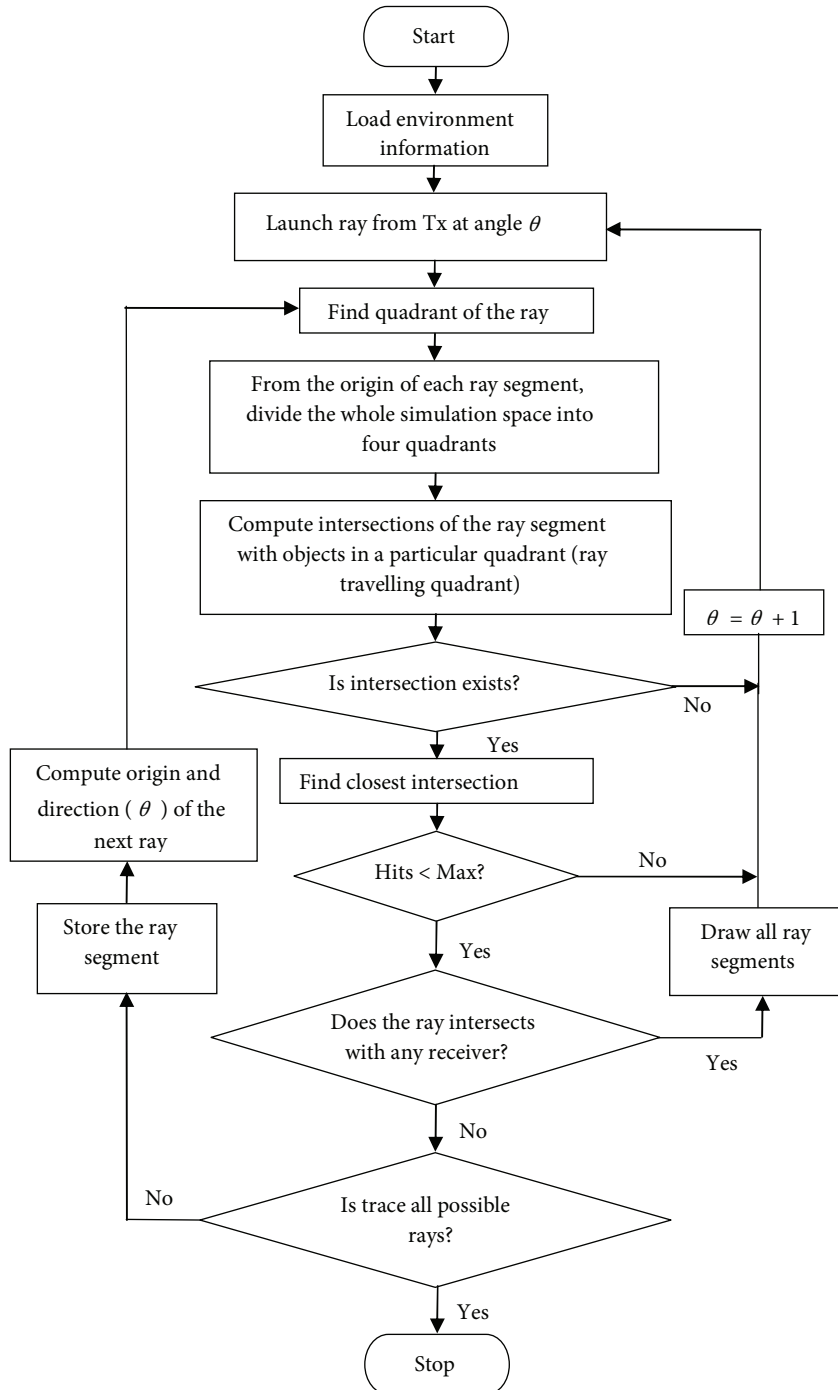 Start
Load environment
information
Launch ray from Tx at angle θ
Find quadrant of the ray
From the origin of each ray segment,
divide the whole simulation space into
four quadrants
Compute intersections of the ray segment
with objects in a particular quadrant (ray
travelling quadrant)
θ = θ + 1
Is intersection exists?
No
Yes
Find closest intersection
Compute origin and
direction ( θ ) of the
next ray
Hits < Max?
No
Yes
Store the ray
segment
Draw all ray
segments
Does the ray intersects
with any receiver?
Yes
No
Is trace all possible
rays?
No
Yes
Stop